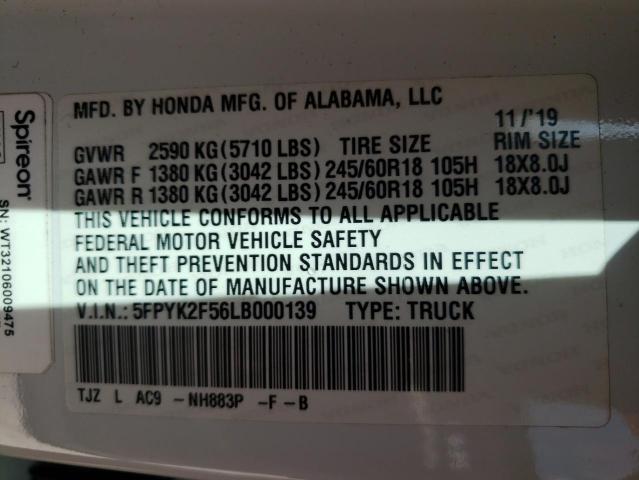 MFD. BY HONDA MFG. OF ALABAMA, LLC
11/'19
GVWR 2590 KG (5710 LBS) TIRE SIZE RIM SIZE
GAWR F 1380 KG (3042 LBS) 245/60R18 105H 18X8.0J
GAWR R 1380 KG (3042 LBS) 245/60R18 105H 18X8.0J
THIS VEHICLE CONFORMS TO ALL APPLICABLE
FEDERAL MOTOR VEHICLE SAFETY
AND THEFT PREVENTION STANDARDS IN EFFECT
ON THE DATE OF MANUFACTURE SHOWN ABOVE.
V.I.N.: 5FPYK2F56LB000139 TYPE: TRUCK
TJZ L AC9 - NH883P -F -B
Spireon
SN: WT32106009475